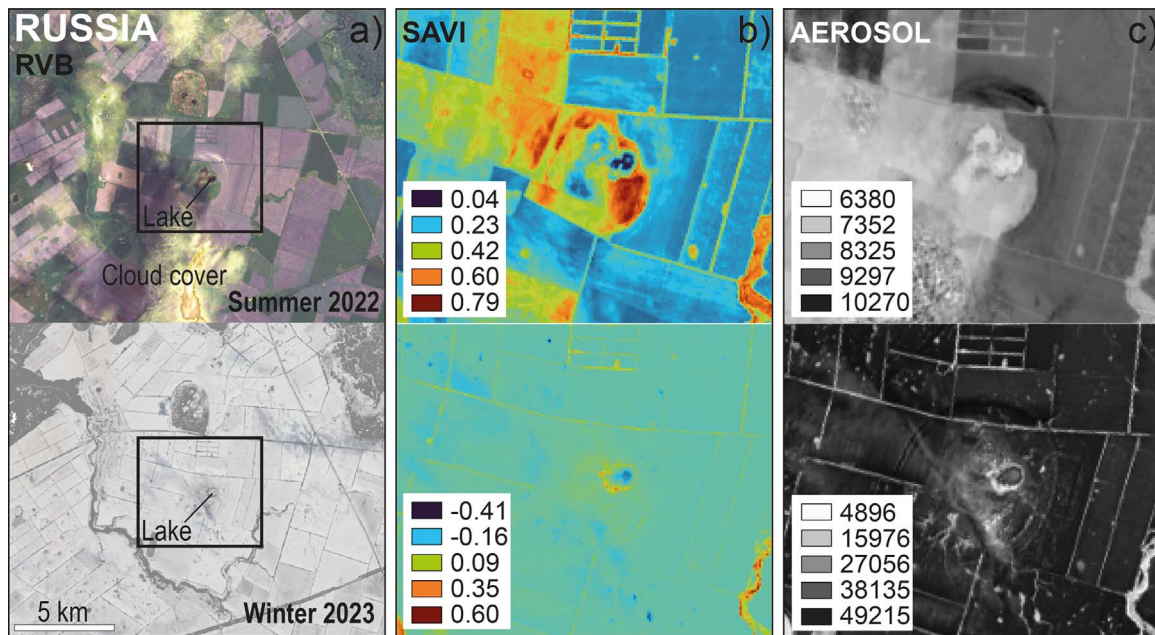 RUSSIA
RVB
a)
Lake
Cloud cover
Summer 2022
Lake
5 km
Winter 2023
SAVI
b)
0.04
0.23
0.42
0.60
0.79
-0.41
-0.16
0.09
0.35
0.60
AEROSOL
c)
6380
7352
8325
9297
10270
4896
15976
27056
38135
49215